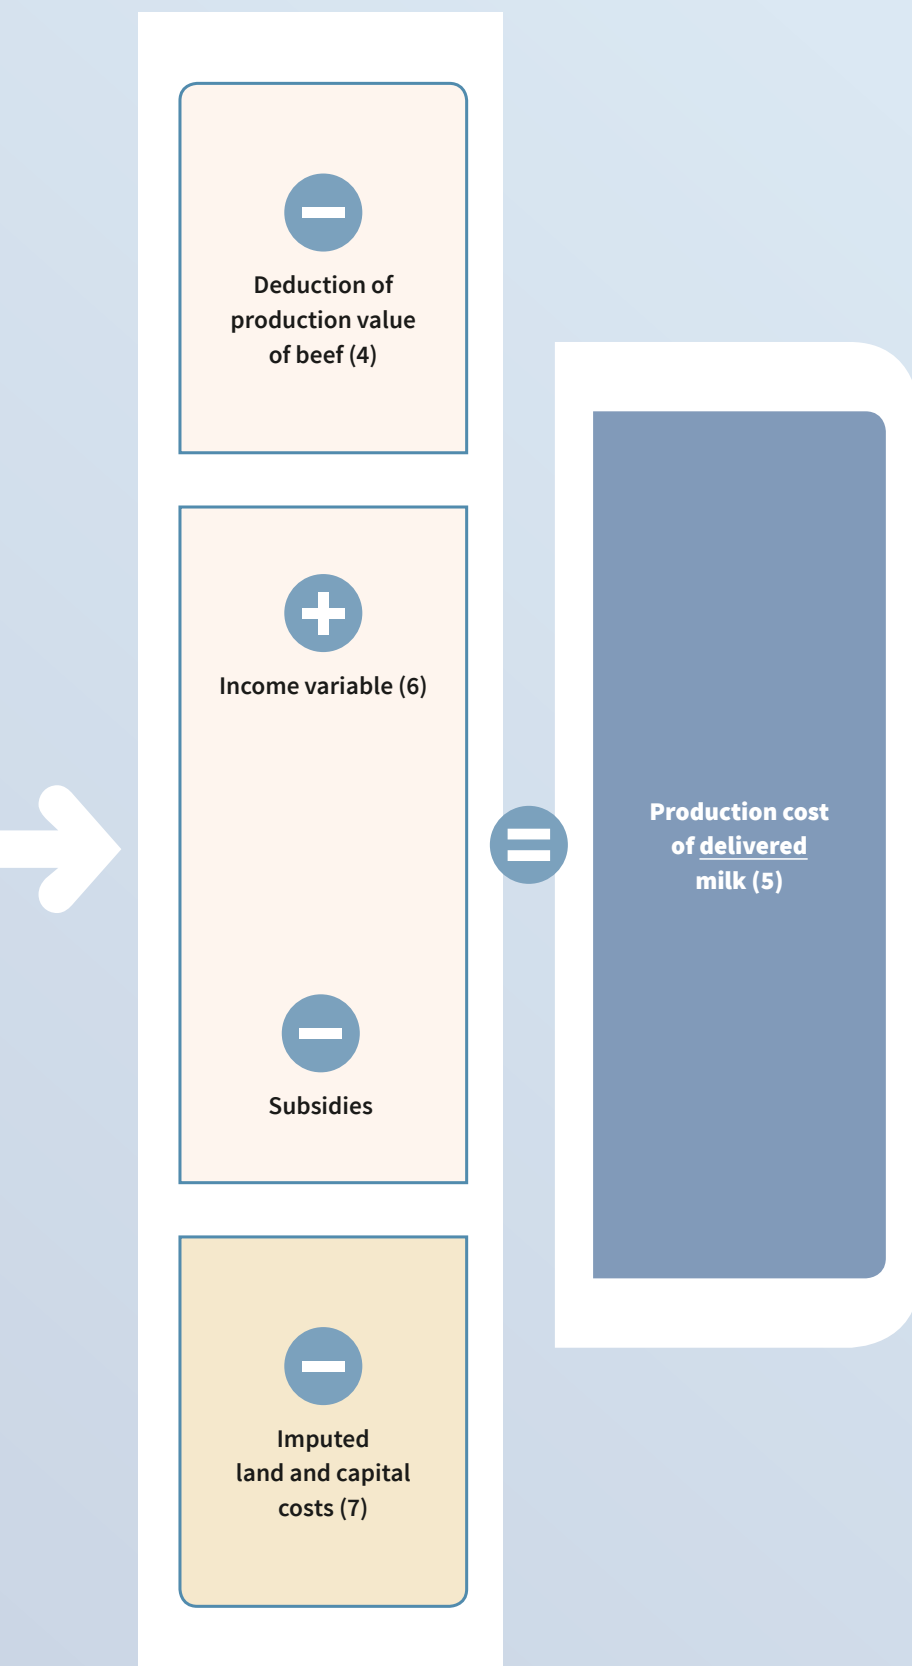 Deduction of
production value
of beef (4)
Income variable (6)
Subsidies
Imputed
land and capital
costs (7)
Production cost
of delivered
milk (5)